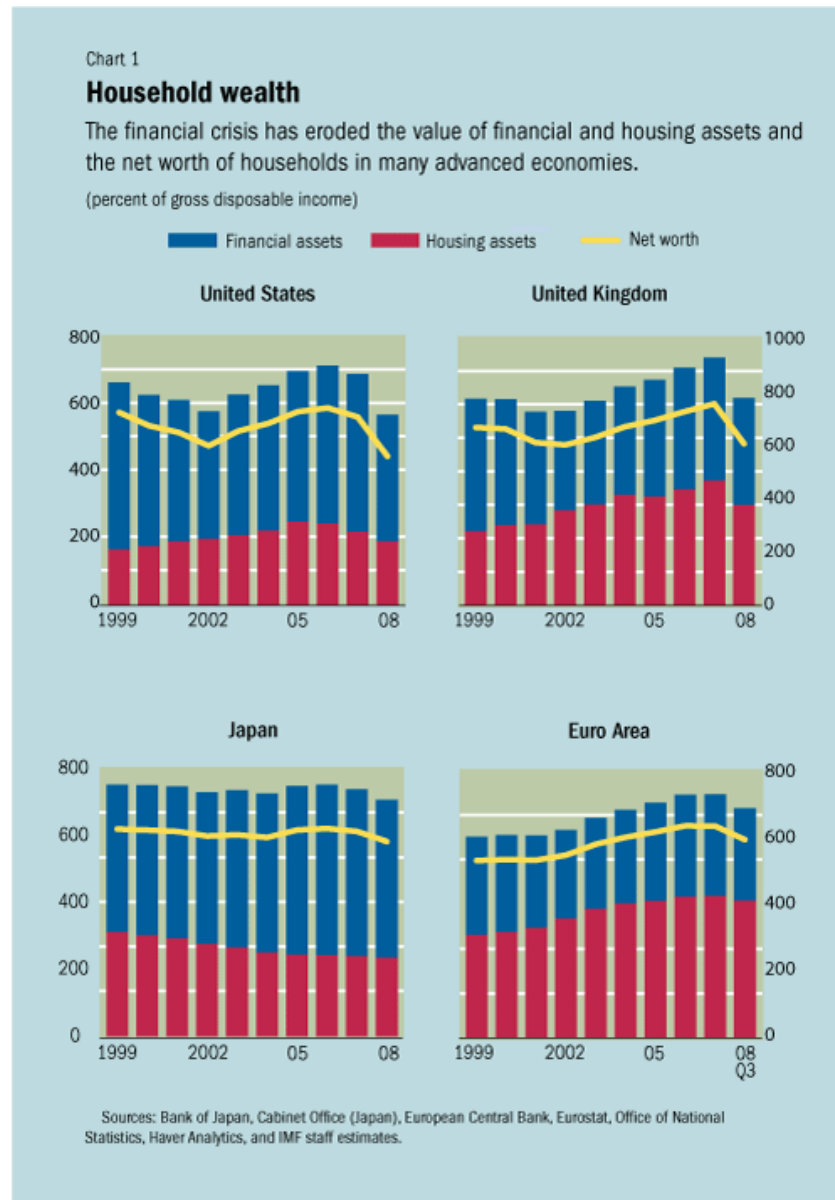 Chart 1
Household wealth
The financial crisis has eroded the value of financial and housing assets and
the net worth of households in many advanced economies.
(percent of gross disposable income)
Financial assets
Housing assets
Net worth
United States
800
600
400
200
0
1999
2002
05
08
United Kingdom
1000
800
600
400
200
0
1999
2002
05
08
Japan
800
600
400
200
0
1999
2002
05
08
Euro Area
800
600
400
200
0
1999
2002
05
08
Q3
Sources: Bank of Japan, Cabinet Office (Japan), European Central Bank, Eurostat, Office of National
Statistics, Haver Analytics, and IMF staff estimates.